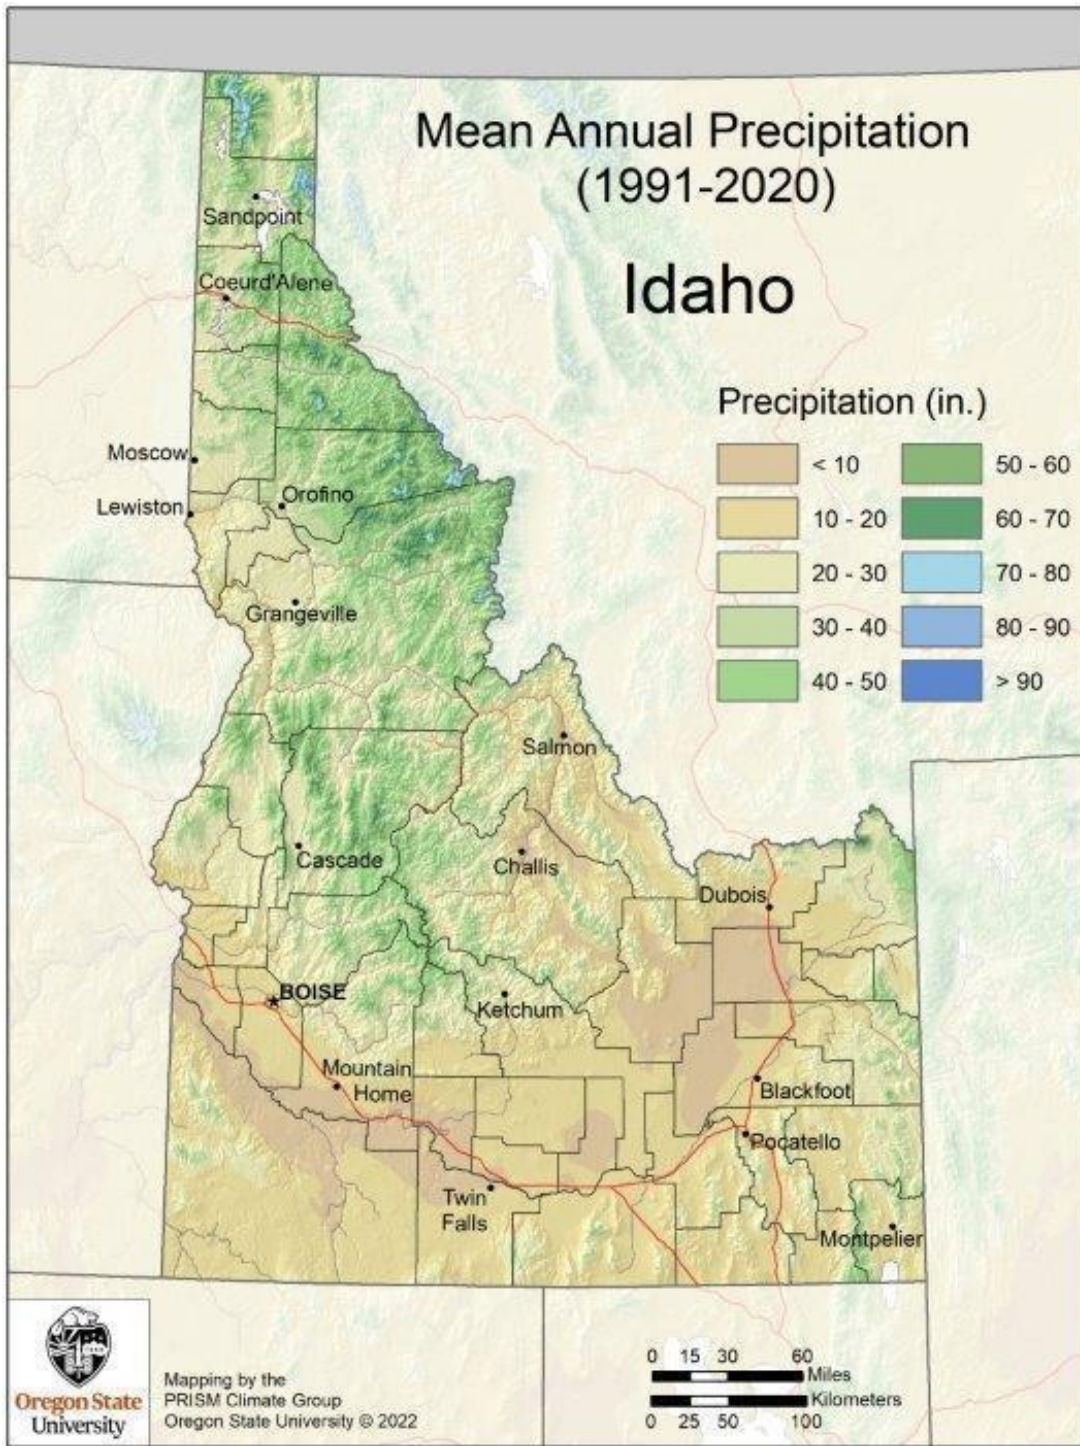 Mean Annual Precipitation
(1991-2020)
Idaho
Sandpoint
Coeurd'Alene
Precipitation (in.)
< 10
50 - 60
10 - 20
60 - 70
20 - 30
70 - 80
30 - 40
80 - 90
40 - 50
> 90
Moscow
Lewiston
Orofino
Grangeville
Salmon
Cascade
Challis
Dubois
BOISE
Ketchum
Mountain
Home
Blackfoot
Pocatello
Twin
Falls
Montpelier
Oregon State
University
Mapping by the
PRISM Climate Group
Oregon State University © 2022
0 15 30 60
Miles
Kilometers
0 25 50 100